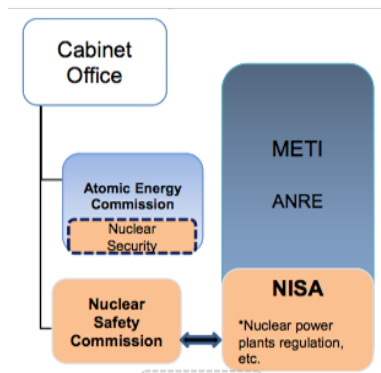 Cabinet
Office
METI
ANRE
Atomic Energy
Commission
Nuclear
Security
Nuclear
Safety
Commission
NISA
*Nuclear power
plants regulation,
etc.